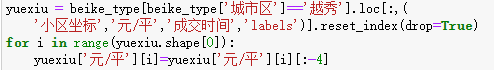 yuexiu = beike_type[beike_type['城市区']=='越秀'].loc[:,(
    '小区坐标','元/平','成交时间','labels')].reset_index(drop=True)
for i in range(yuexiu.shape[0]):
    yuexiu['元/平'][i]=yuexiu['元/平'][i][:-4]